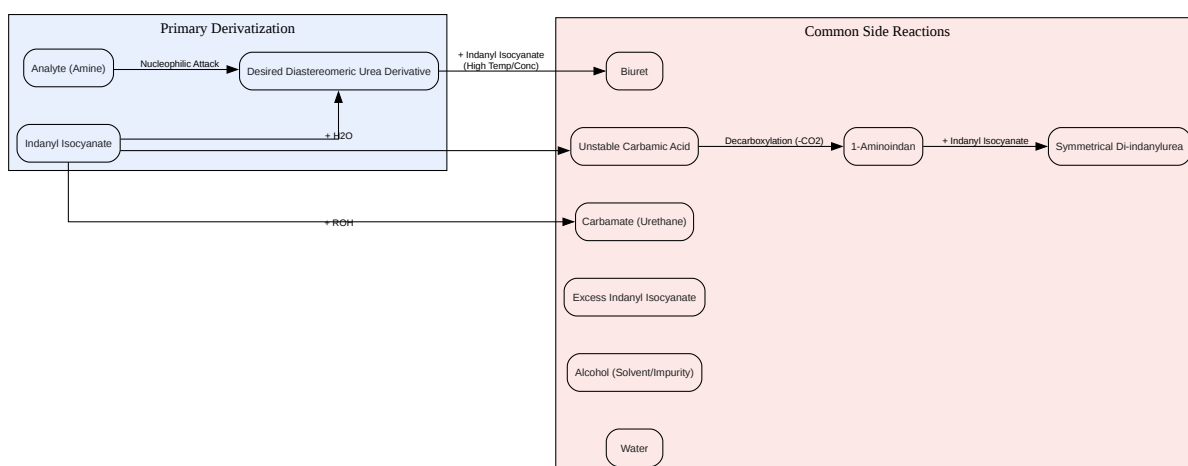 Primary Derivatization
Common Side Reactions
Analyte (Amine)
Nucleophilic Attack
Desired Diastereomeric Urea Derivative
+ Indanyl Isocyanate
(High Temp/Conc)
Biuret
Indanyl Isocyanate
+ H2O
Unstable Carbamic Acid
Decarboxylation (-CO2)
1-Aminoindan
+ Indanyl Isocyanate
Symmetrical Di-indanylurea
+ ROH
Carbamate (Urethane)
Excess Indanyl Isocyanate
Alcohol (Solvent/Impurity)
Water